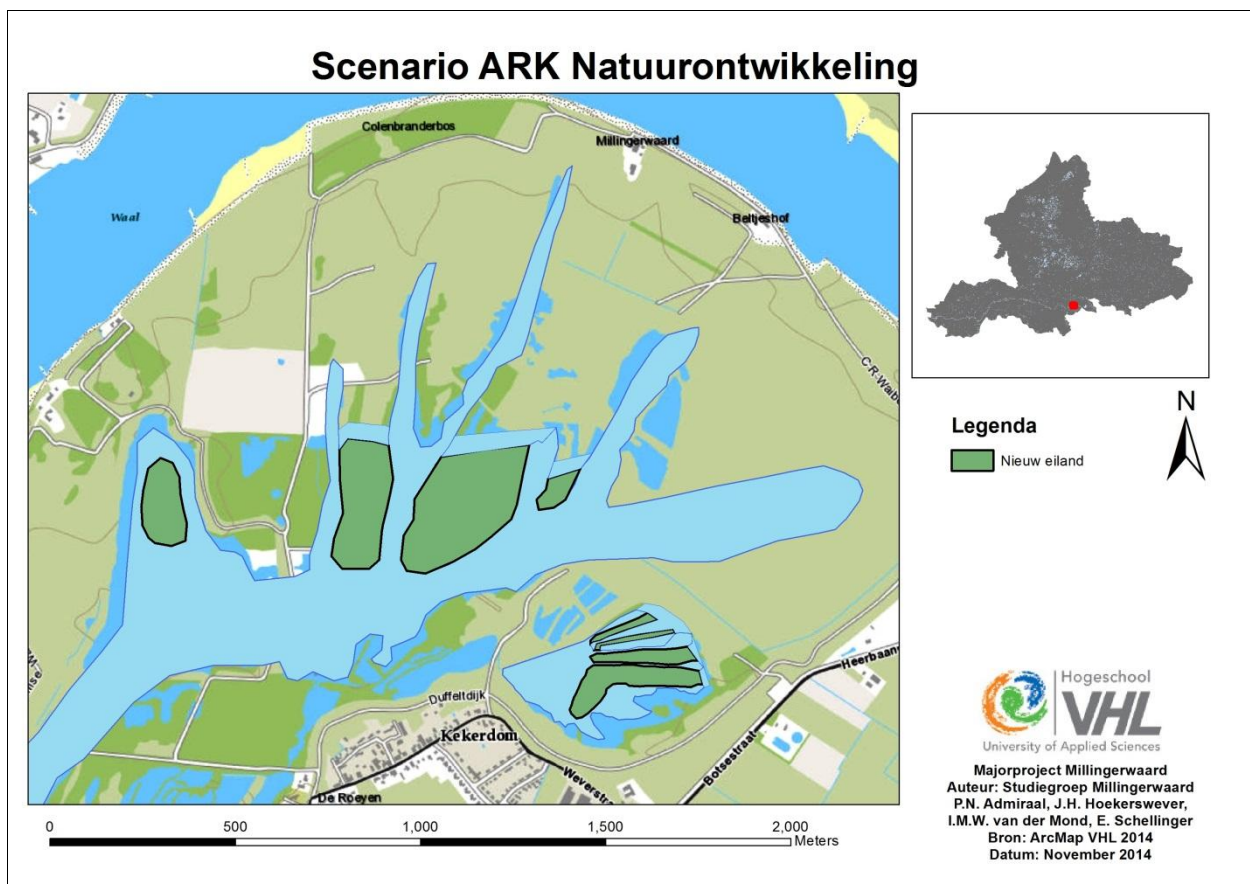 Scenario ARK Natuurontwikkeling
Colenbranderbos
Millingerwaard
Waal
Beltjeshof
C-R-Waibu
Legenda
Nieuw eiland
N
Heerbaan
Duffeltdijk
Kekerdom
Botsestraat
Weverstr
De Roeyen
0
500
1,000
1,500
2,000
Meters
Hogeschool
VHL
University of Applied Sciences
Majorproject Millingerwaard
Auteur: Studiegroep Millingerwaard
P.N. Admiraal, J.H. Hoekerswever,
I.M.W. van der Mond, E. Schellinger
Bron: ArcMap VHL 2014
Datum: November 2014